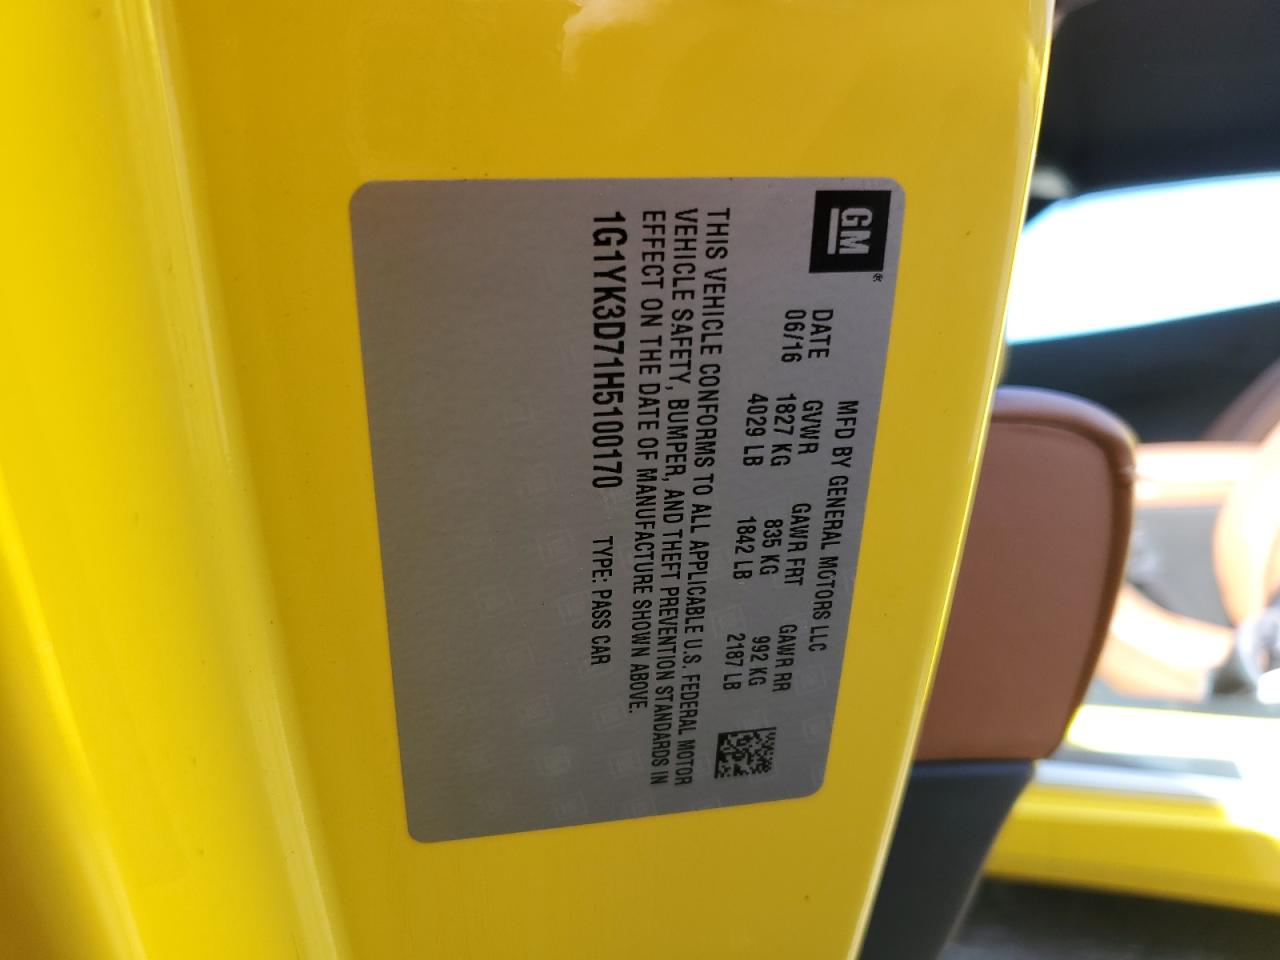 GM®
MFD BY GENERAL MOTORS LLC
DATE GVWR GAWR FRT GAWR RR
06/16 1827 KG 835 KG 992 KG
4029 LB 1842 LB 2187 LB
THIS VEHICLE CONFORMS TO ALL APPLICABLE U.S. FEDERAL MOTOR
VEHICLE SAFETY, BUMPER, AND THEFT PREVENTION STANDARDS IN
EFFECT ON THE DATE OF MANUFACTURE SHOWN ABOVE.
1G1YK3D71H5100170 TYPE: PASS CAR